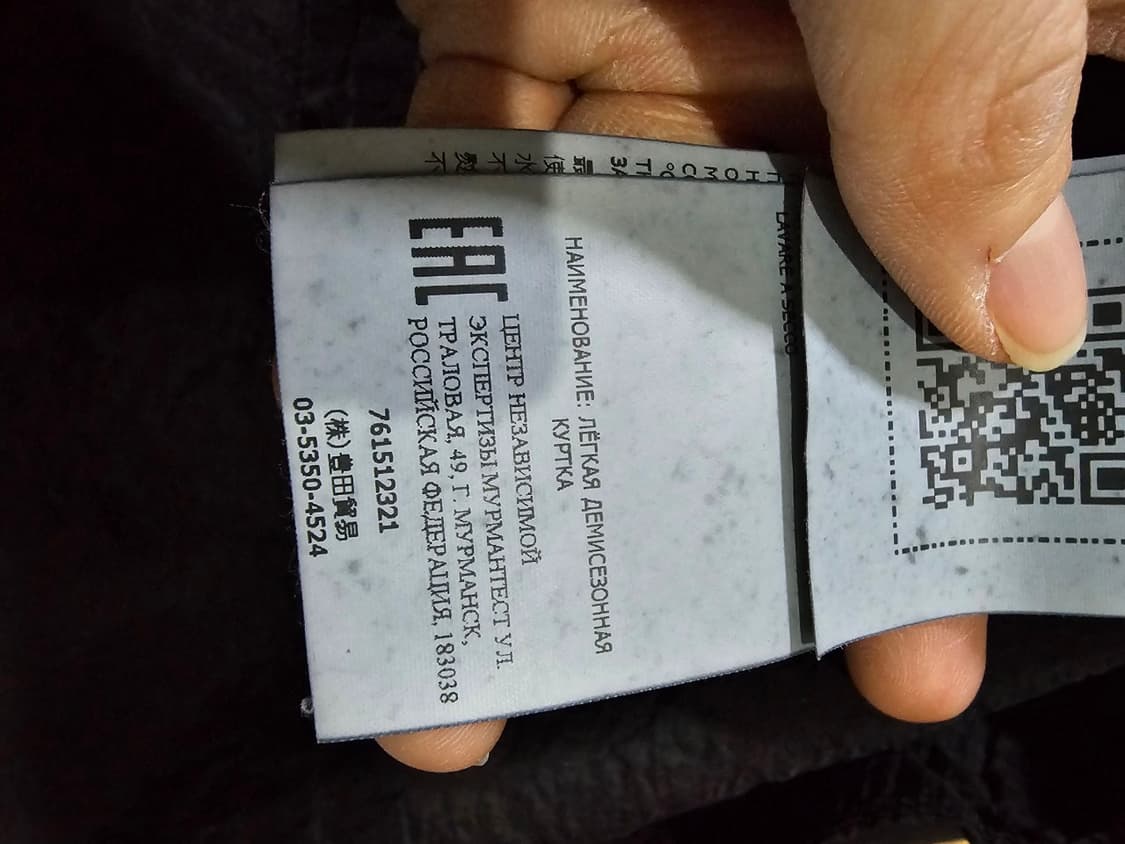 LAVARE A SECCO
НАИМЕНОВАНИЕ: ЛЁГКАЯ ДЕМИСЕЗОННАЯ
КУРТКА
EAC
ЦЕНТР НЕЗАВИСИМОЙ
ЭКСПЕРТИЗЫ МУРМАНТЕСТ УЛ.
ТРАЛОВАЯ, 49, Г. МУРМАНСК,
РОССИЙСКАЯ ФЕДЕРАЦИЯ, 183038
761512321
(株)豊田貿易
03-5350-4524